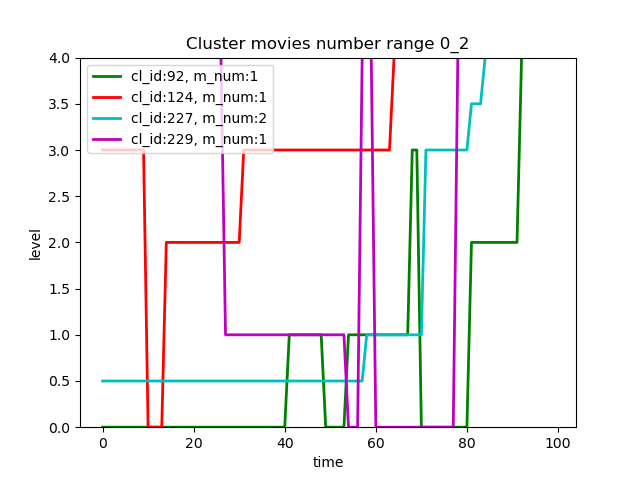 Cluster movies number range 0_2
cl_id:92, m_num:1
cl_id:124, m_num:1
cl_id:227, m_num:2
cl_id:229, m_num:1
4.0
3.5
3.0
2.5
2.0
1.5
1.0
0.5
0.0
level
0 20 40 60 80 100
time